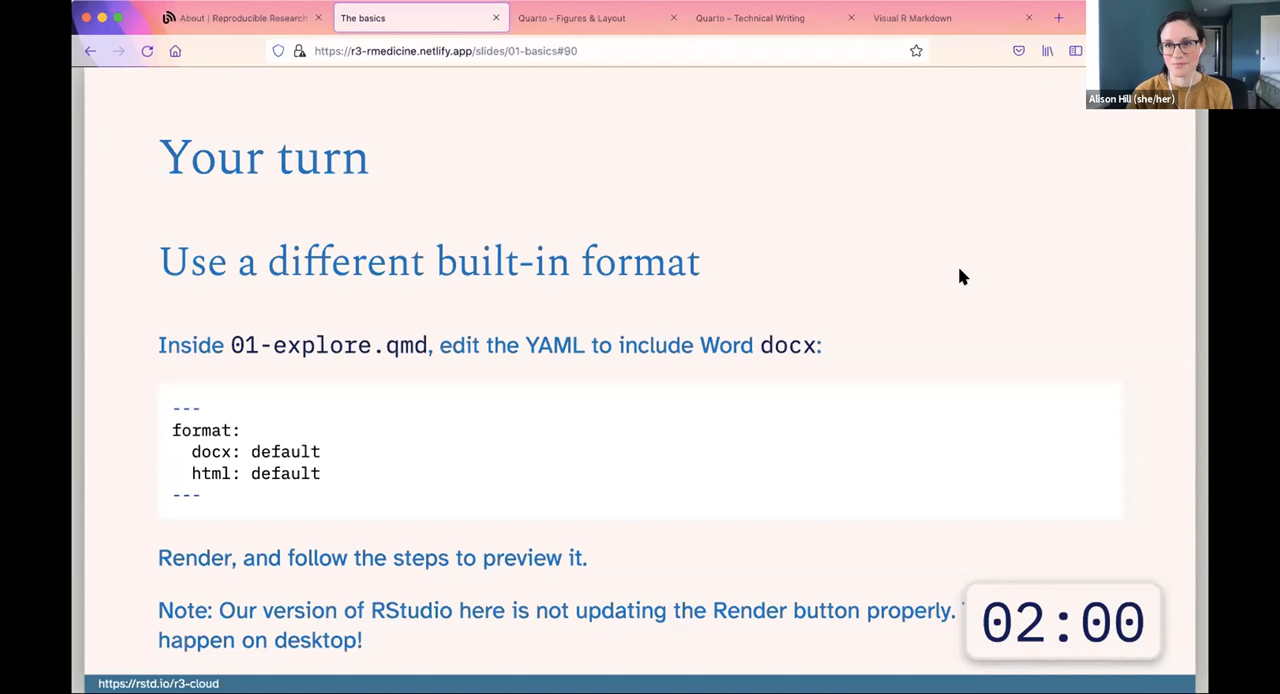 About | Reproducible Research
The basics
Quarto – Figures & Layout
Quarto – Technical Writing
Visual R Markdown
https://r3-rmedicine.netlify.app/slides/01-basics#90
Alison Hill (she/her)
Your turn
Use a different built-in format
Inside 01-explore.qmd, edit the YAML to include Word docx:
---
format:
  docx: default
  html: default
---
Render, and follow the steps to preview it.
Note: Our version of RStudio here is not updating the Render button properly.
happen on desktop!
02:00
https://rstd.io/r3-cloud